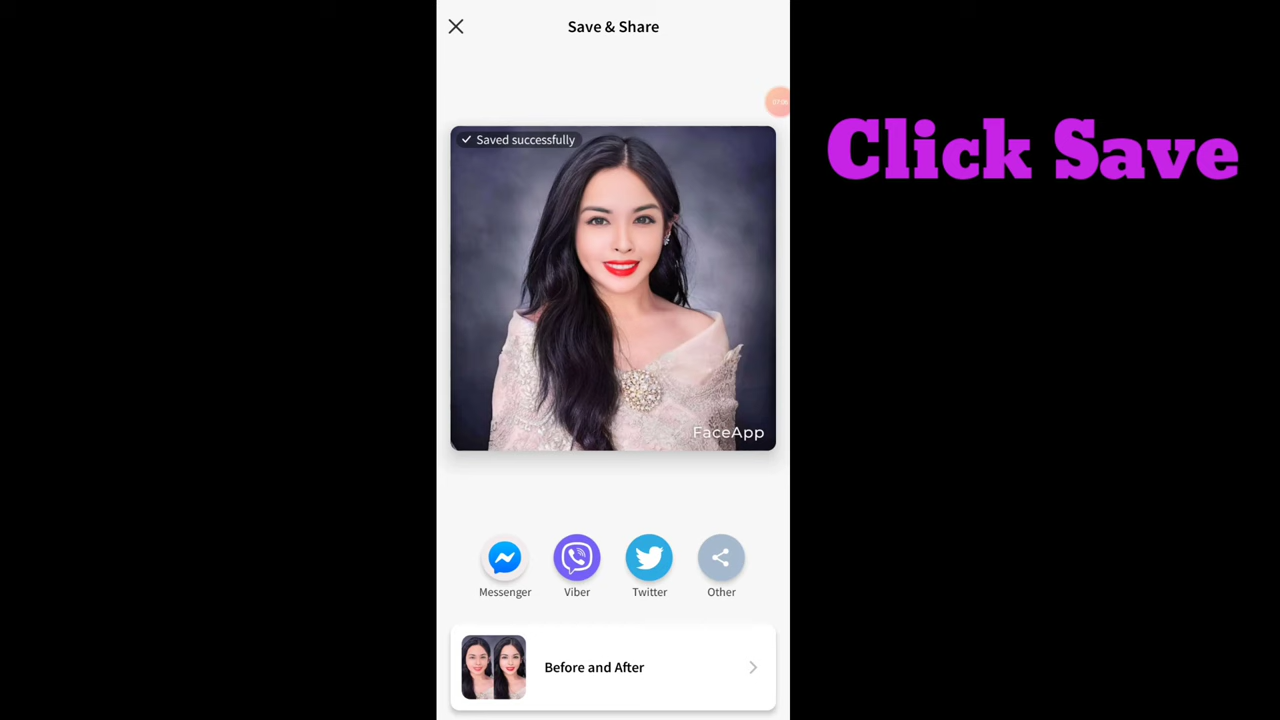 Save & Share
Click Save
Saved successfully
FaceApp
Messenger
Viber
Twitter
Other
Before and After